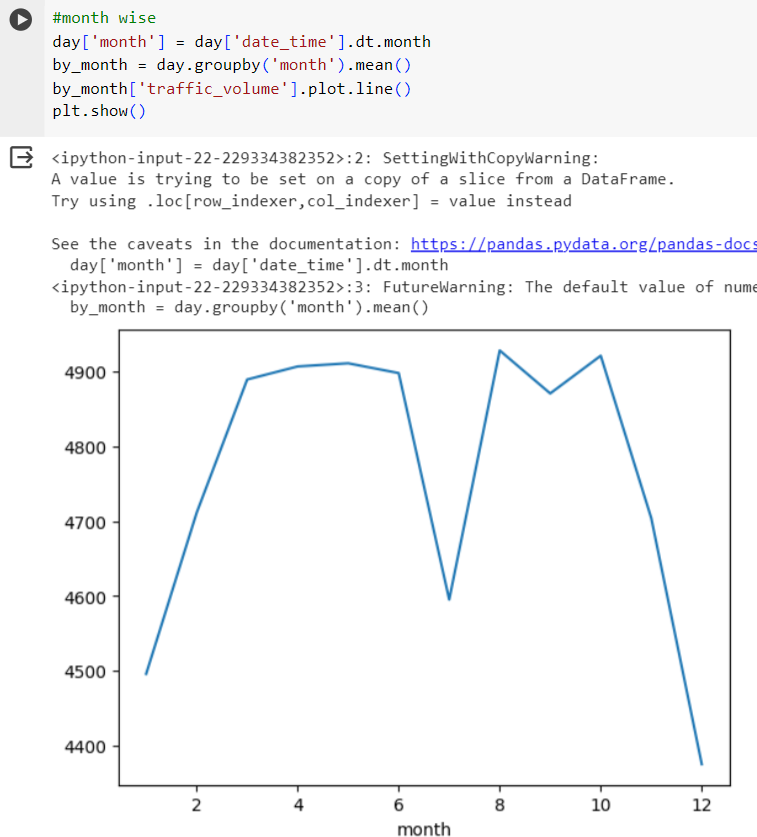 #month wise
day['month'] = day['date_time'].dt.month
by_month = day.groupby('month').mean()
by_month['traffic_volume'].plot.line()
plt.show()
<ipython-input-22-229334382352>:2: SettingWithCopyWarning:
A value is trying to be set on a copy of a slice from a DataFrame.
Try using .loc[row_indexer,col_indexer] = value instead
See the caveats in the documentation: https://pandas.pydata.org/pandas-docs
day['month'] = day['date_time'].dt.month
<ipython-input-22-229334382352>:3: FutureWarning: The default value of nume
by_month = day.groupby('month').mean()
4900
4800
4700
4600
4500
4400
2 4 6 8 10 12
month